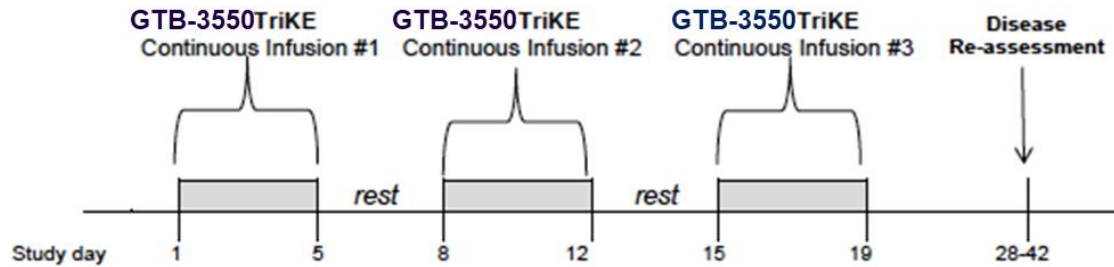 GTB-3550TriKE
Continuous Infusion #1
GTB-3550TriKE
Continuous Infusion #2
GTB-3550TriKE
Continuous Infusion #3
Disease
Re-assessment
rest
rest
Study day 1 5 8 12 15 19 28-42